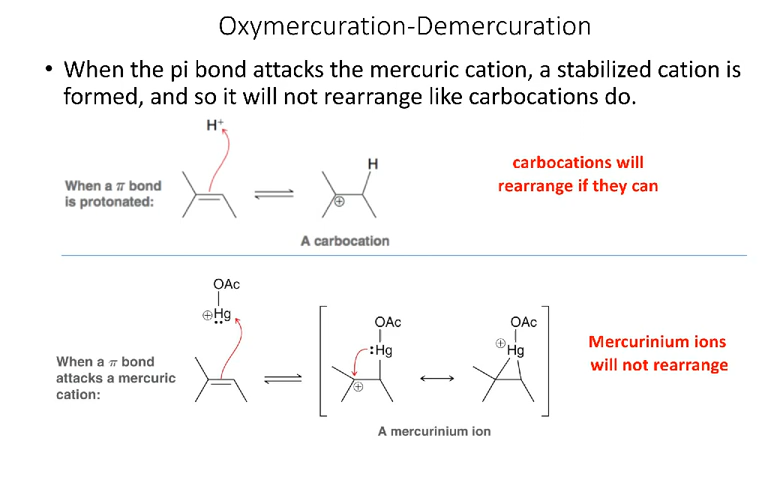 Oxymercuration-Demercuration
• When the pi bond attacks the mercuric cation, a stabilized cation is
formed, and so it will not rearrange like carbocations do.
H+
H
When a π bond
is protonated:
⊕
A carbocation
carbocations will
rearrange if they can
OAc
⊕Hg
When a π bond
attacks a mercuric
cation:
OAc
:Hg
⊕
OAc
⊕
Hg
A mercurinium ion
Mercurinium ions
will not rearrange